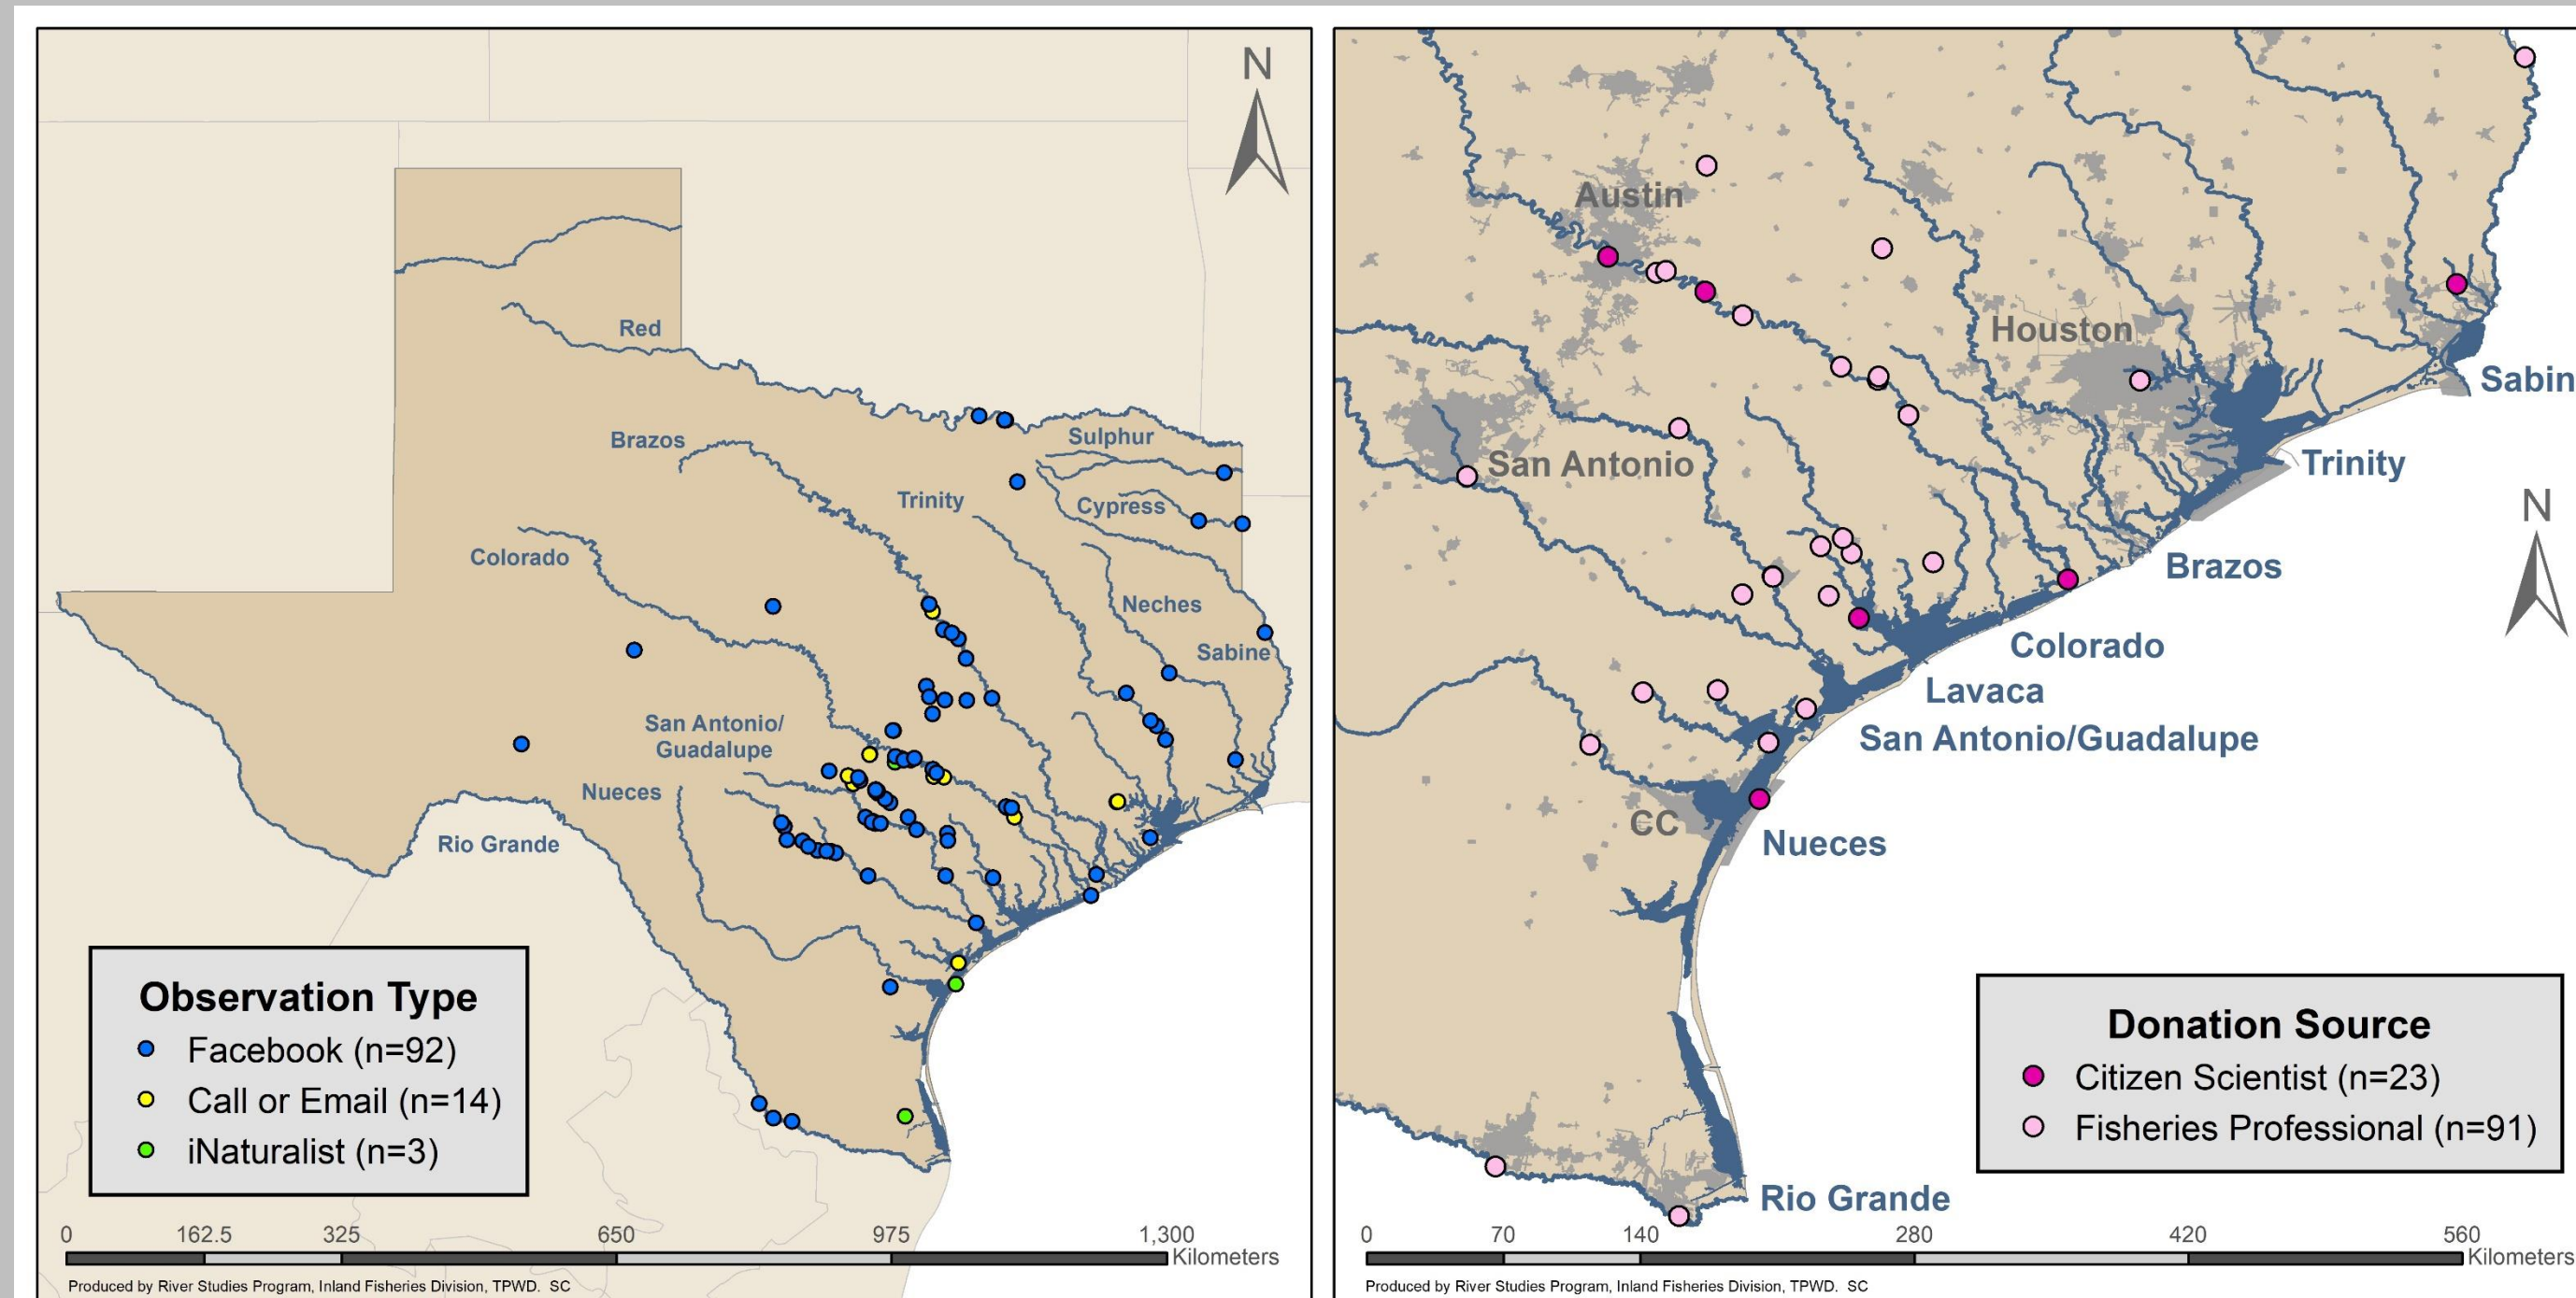 N
Red
Brazos
Sulphur
Trinity
Cypress
Colorado
Neches
Sabine
San Antonio/
Guadalupe
Nueces
Rio Grande
Observation Type
Facebook (n=92)
Call or Email (n=14)
iNaturalist (n=3)
0 162.5 325 650 975 1,300
Kilometers
Produced by River Studies Program, Inland Fisheries Division, TPWD. SC
Austin
Houston
Sabin
San Antonio
Trinity
N
Brazos
Colorado
Lavaca
San Antonio/Guadalupe
CC
Nueces
Donation Source
Citizen Scientist (n=23)
Fisheries Professional (n=91)
Rio Grande
0 70 140 280 420 560
Kilometers
Produced by River Studies Program, Inland Fisheries Division, TPWD. SC